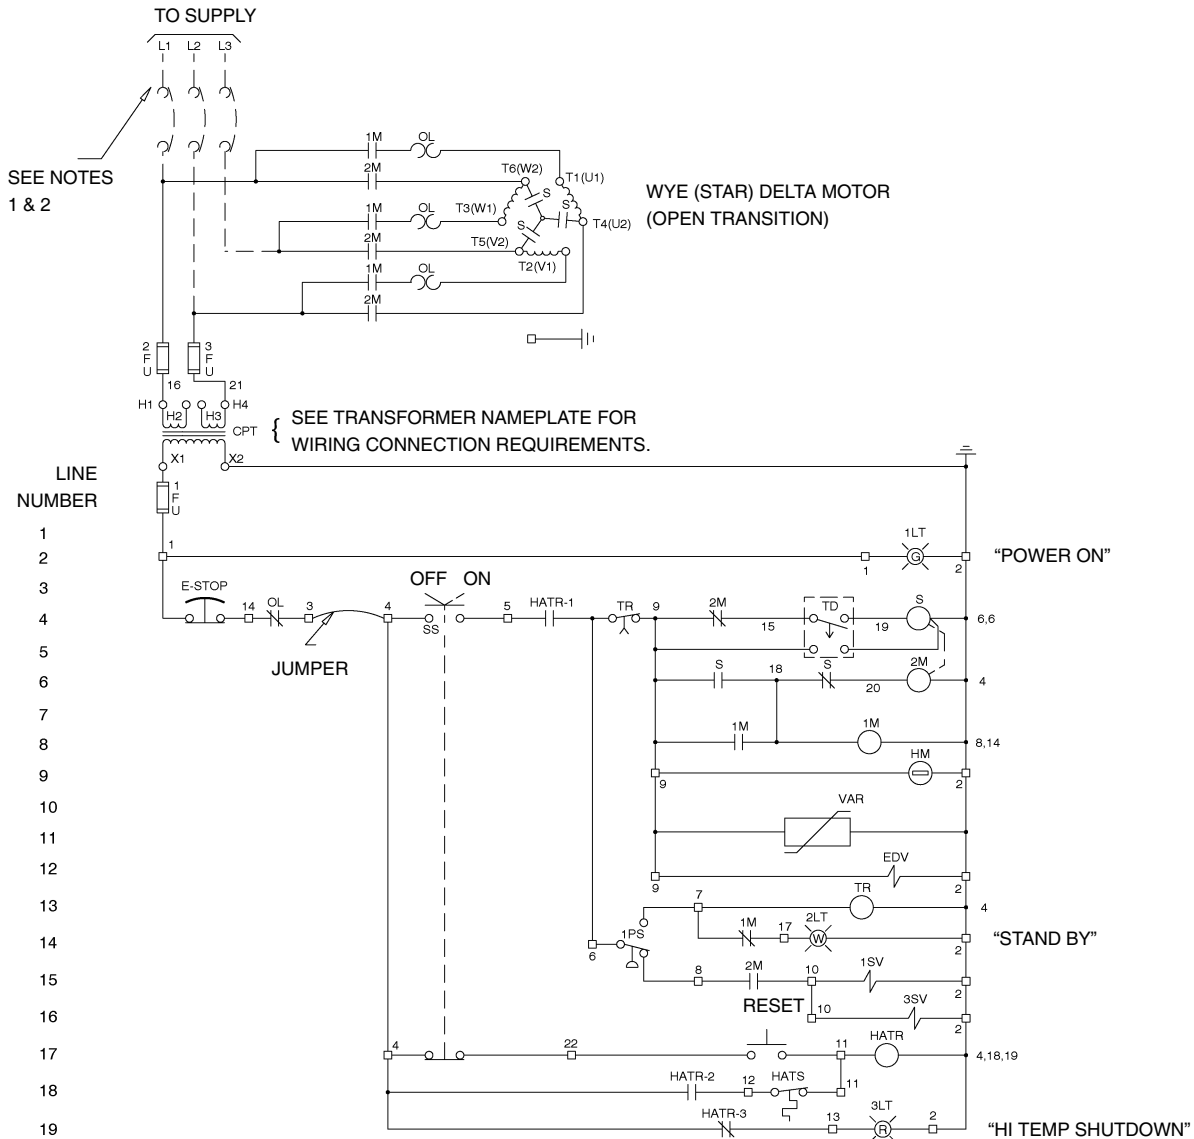 TO SUPPLY
L1 L2 L3
SEE NOTES
1 & 2
1M OL
2M T6(W2) T1(U1)
S
S
1M OL T3(W1) T4(U2)
S
2M T5(V2)
T2(V1)
1M OL
2M
WYE (STAR) DELTA MOTOR
(OPEN TRANSITION)
2 F U
3 F U
16 21
H1 H2 H3 H4
CPT
{ SEE TRANSFORMER NAMEPLATE FOR
WIRING CONNECTION REQUIREMENTS.
X1 X2
1 F U
LINE
NUMBER
1
1LT
2 1 1 G 2 "POWER ON"
3
E-STOP OFF ON
4 14 OL 3 4 SS 5 HATR-1 TR 9 2M 15 TD 19 S 6,6
JUMPER
5
6 S 18 S 20 2M 4
7
8 1M 1M 8,14
9 9 HM 2
10
VAR
11
12 9 EDV 2
13 7 TR 4
14 6 1PS 1M 17 2LT W 2 "STAND BY"
15 8 2M 10 1SV 2
RESET
16 10 3SV 2
17 4 22 11 HATR 4,18,19
18 HATR-2 12 HATS 11
19 HATR-3 13 3LT R 2 "HI TEMP SHUTDOWN"